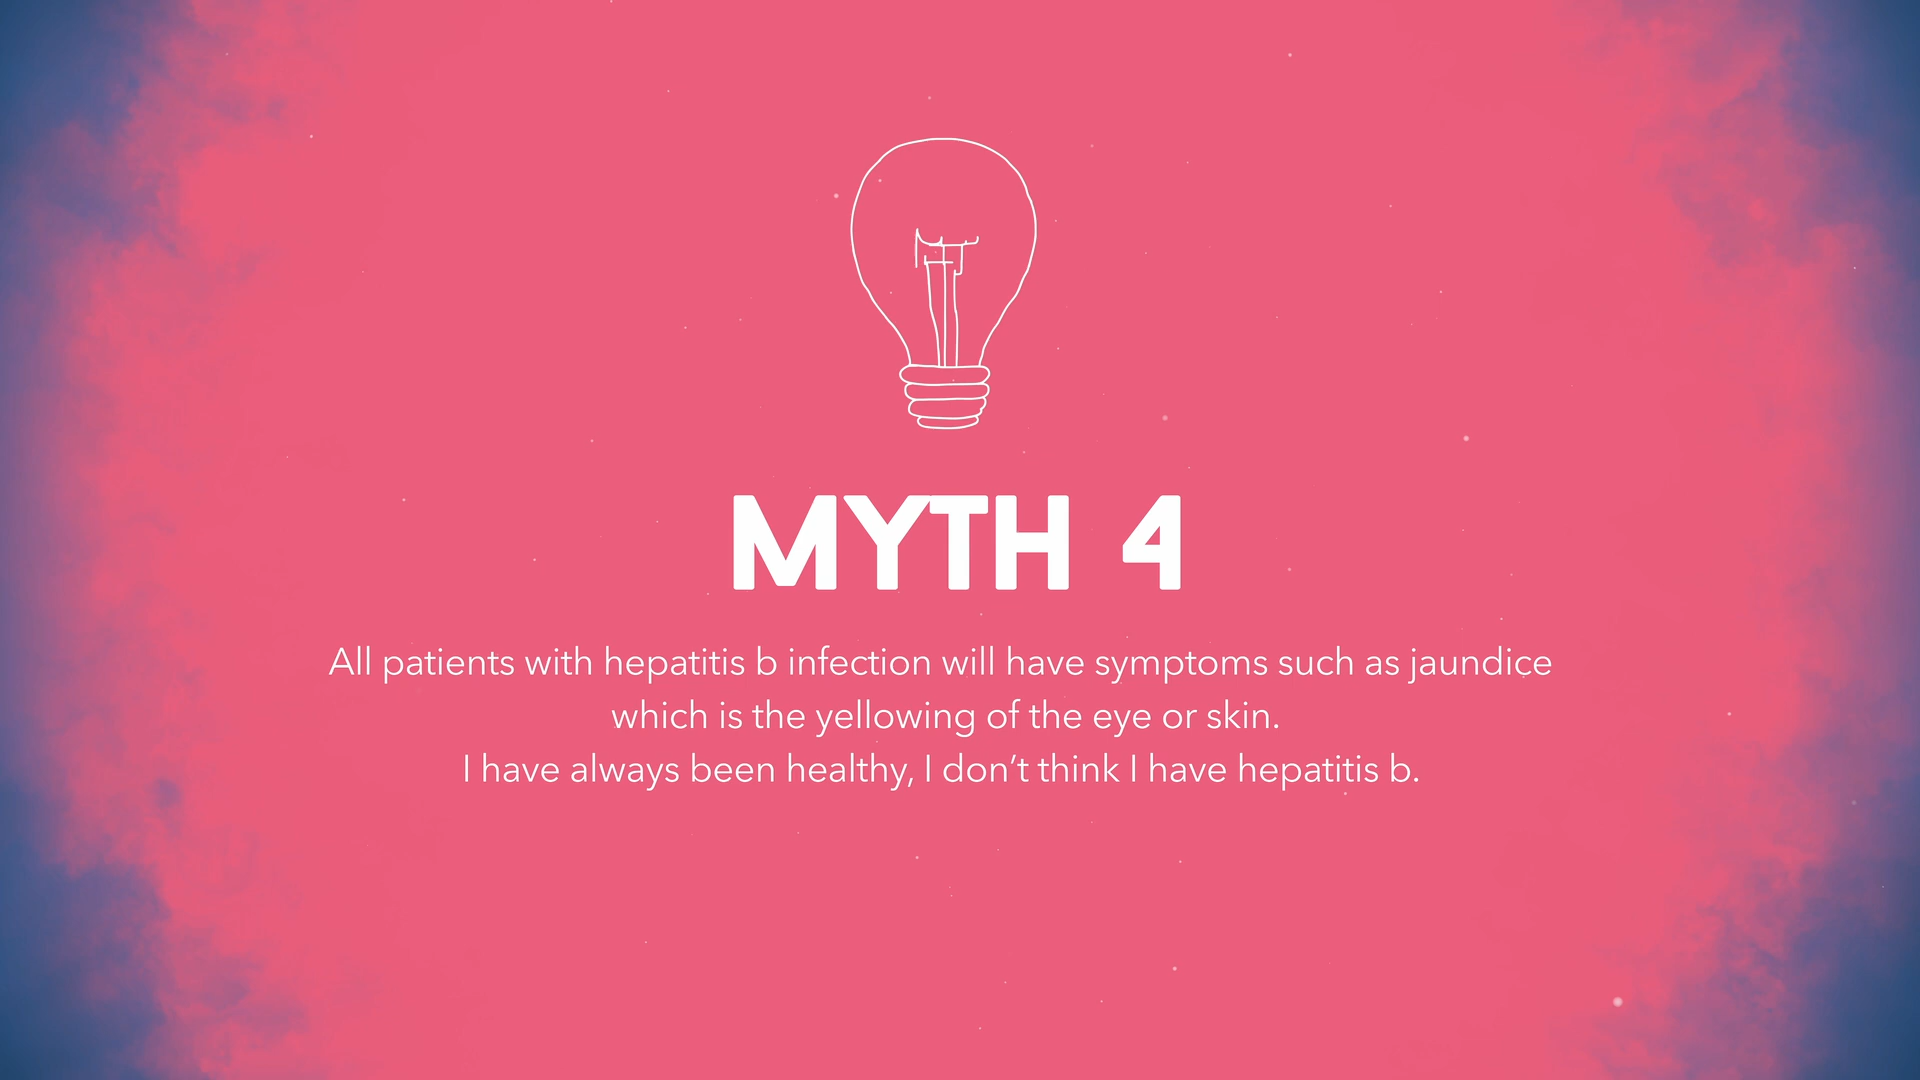 MYTH 4
All patients with hepatitis b infection will have symptoms such as jaundice
which is the yellowing of the eye or skin.
I have always been healthy, I don’t think I have hepatitis b.